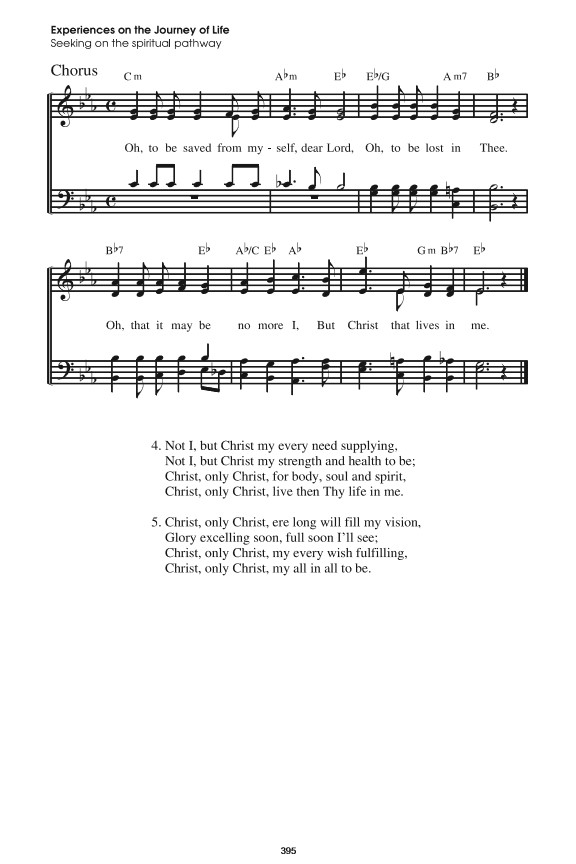 Experiences on the Journey of Life
Seeking on the spiritual pathway
Chorus
Cm A♭m E♭ E♭/G Am7 B♭
Oh, to be saved from my - self, dear Lord, Oh, to be lost in Thee.
B♭7 E♭ A♭/C E♭ A♭ E♭ Gm B♭7 E♭
Oh, that it may be no more I, But Christ that lives in me.
4. Not I, but Christ my every need supplying,
Not I, but Christ my strength and health to be;
Christ, only Christ, for body, soul and spirit,
Christ, only Christ, live then Thy life in me.
5. Christ, only Christ, ere long will fill my vision,
Glory excelling soon, full soon I'll see;
Christ, only Christ, my every wish fulfilling,
Christ, only Christ, my all in all to be.
395